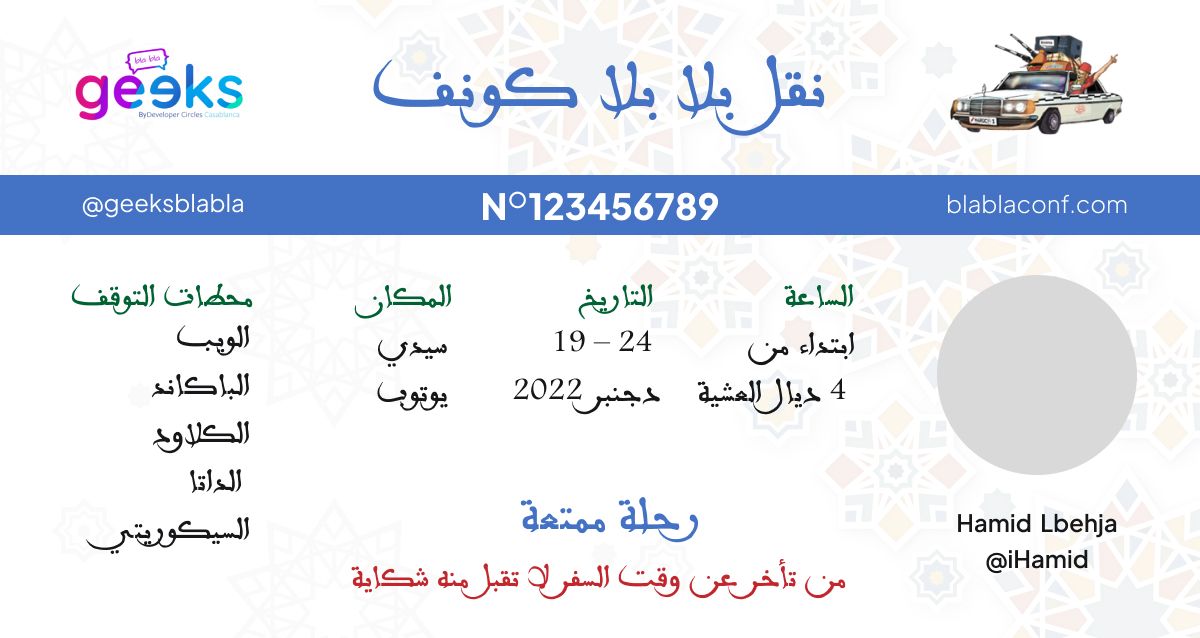 bla bla
geeks
ByDeveloper Circles Casablanca
نقل بلا بلا كونف
@geeksblabla
N°123456789
blablaconf.com
الساعة
ابتداء من
4 ديال العشية
التاريخ
19 – 24
دجنبر 2022
المكان
سيدي
يوتوب
محطات التوقف
الويب
الباكاند
الكلاود
الداتا
السيكوريتي
Hamid Lbehja
@iHamid
رحلة ممتعة
من تأخر عن وقت السفر لا تقبل منه شكاية